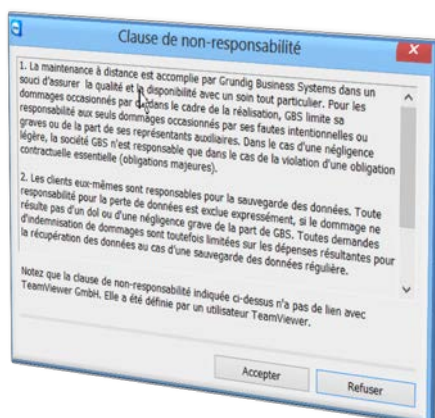 Clause de non-responsabilité
1. La maintenance à distance est accomplie par Grundig Business Systems dans un
souci d'assurer la qualité et la disponibilité avec un soin tout particulier. Pour les
dommages occasionnés par dans le cadre de la réalisation, GBS limite sa
responsabilité aux seuls dommages occasionnés par ses fautes intentionnelles ou
graves ou de la part de ses représentants auxiliaires. Dans le cas d'une négligence
légère, la société GBS n'est responsable que dans le cas de la violation d'une obligation
contractuelle essentielle (obligations majeures).
2. Les clients eux-mêmes sont responsables pour la sauvegarde des données. Toute
responsabilité pour la perte de données est exclue expressément, si le dommage ne
résulte pas d'un dol ou d'une négligence grave de la part de GBS. Toutes demandes
d'indemnisation de dommages sont toutefois limitées sur les dépenses résultantes pour
la récupération des données au cas d'une sauvegarde des données régulière.
Notez que la clause de non-responsabilité indiquée ci-dessus n'a pas de lien avec
TeamViewer GmbH. Elle a été définie par un utilisateur TeamViewer.
Accepter
Refuser